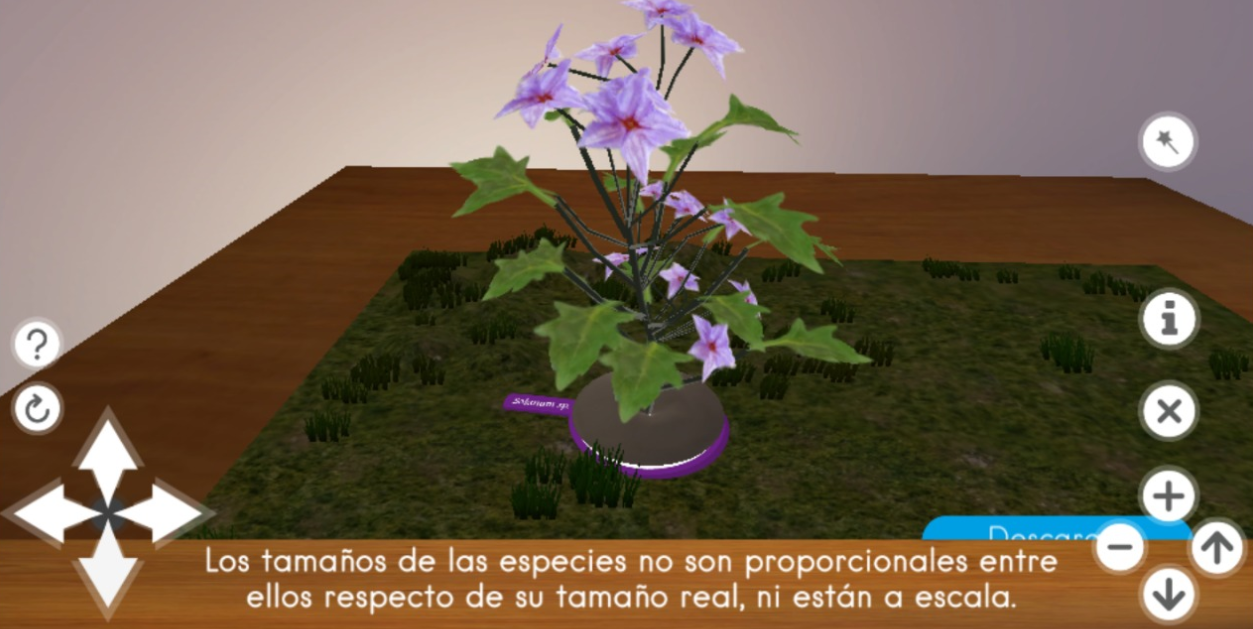 Solanum sp.
Descarg
Los tamaños de las especies no son proporcionales entre
ellos respecto de su tamaño real, ni están a escala.